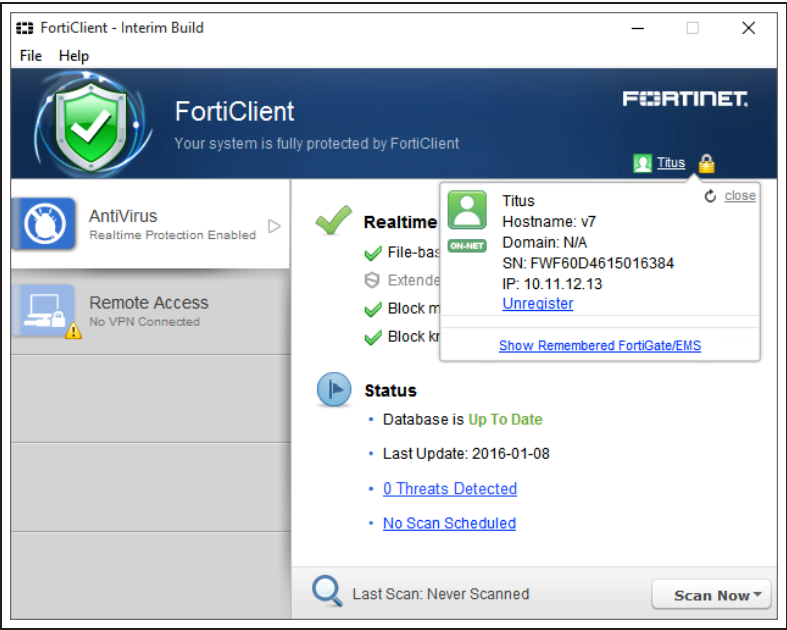 FortiClient - Interim Build
File Help
FortiClient
Your system is fully protected by FortiClient
FORTINET.
Titus
AntiVirus
Realtime Protection Enabled
Remote Access
No VPN Connected
Realtime
File-bas
Extende
Block m
Block kr
ON-NET
Titus
Hostname: v7
Domain: N/A
SN: FWF60D4615016384
IP: 10.11.12.13
Unregister
close
Show Remembered FortiGate/EMS
Status
• Database is Up To Date
• Last Update: 2016-01-08
• 0 Threats Detected
• No Scan Scheduled
Last Scan: Never Scanned
Scan Now